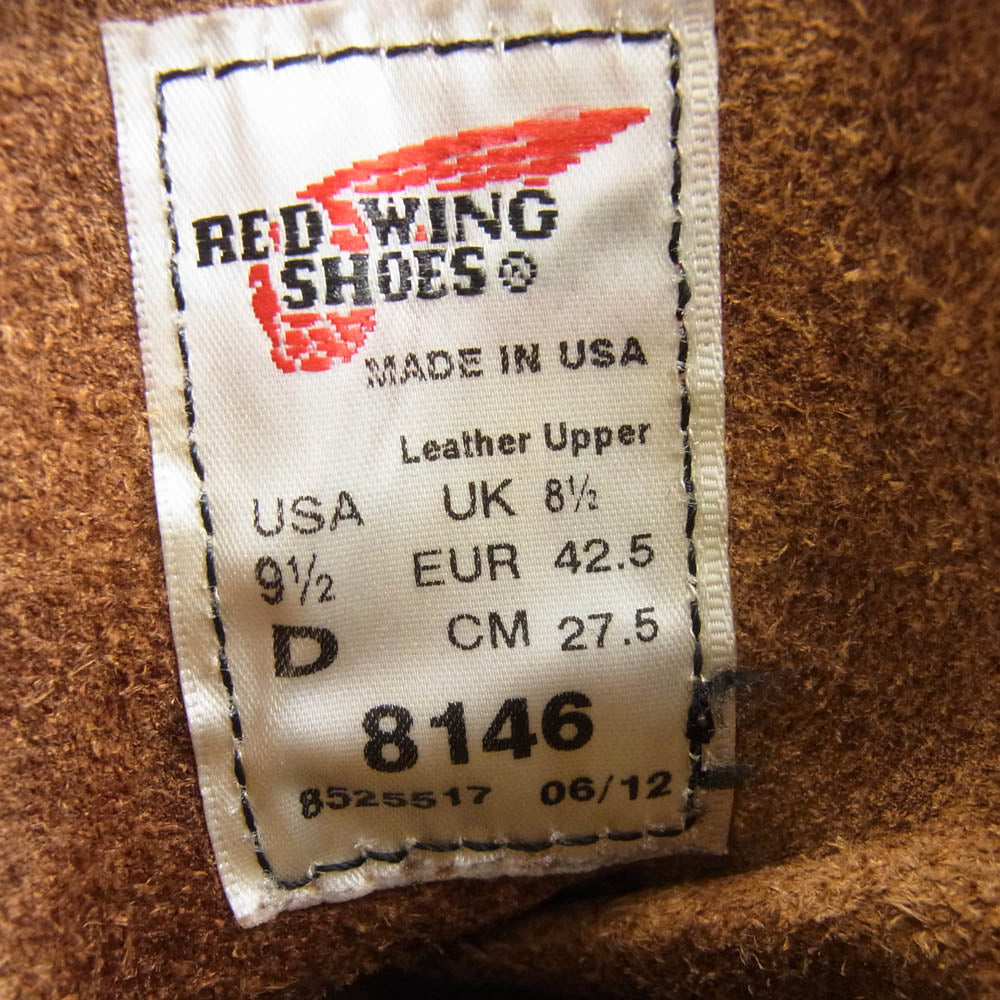 RED WING
SHOES®
MADE IN USA
Leather Upper
USA UK 8½
9½ EUR 42.5
D CM 27.5
8146
8525517 06/12